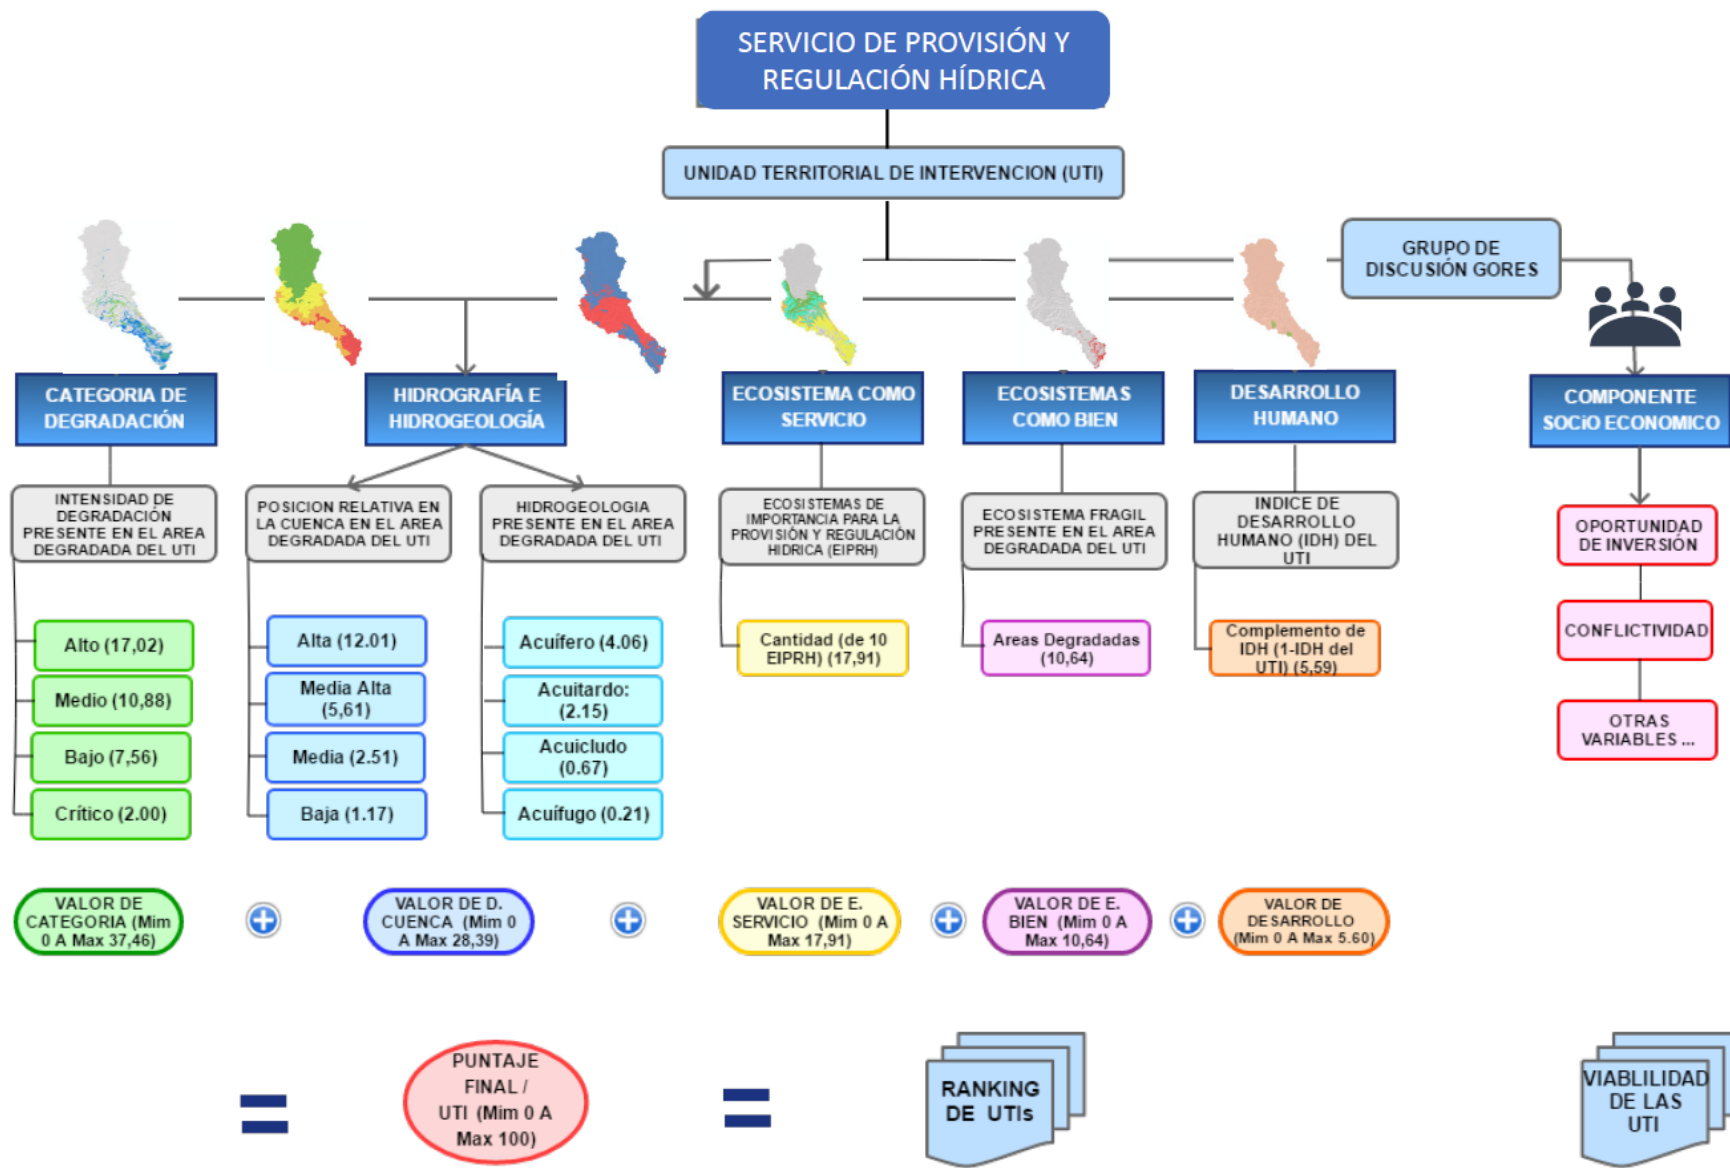 SERVICIO DE PROVISIÓN Y
REGULACIÓN HÍDRICA
UNIDAD TERRITORIAL DE INTERVENCION (UTI)
GRUPO DE
DISCUSIÓN GORES
CATEGORIA DE
DEGRADACIÓN
HIDROGRAFÍA E
HIDROGEOLOGÍA
ECOSISTEMA COMO
SERVICIO
ECOSISTEMAS
COMO BIEN
DESARROLLO
HUMANO
COMPONENTE
SOCiO ECONOMICO
INTENSIDAD DE
DEGRADACIÓN
PRESENTE EN EL AREA
DEGRADADA DEL UTI
POSICION RELATIVA EN
LA CUENCA EN EL AREA
DEGRADADA DEL UTI
HIDROGEOLOGIA
PRESENTE EN EL AREA
DEGRADADA DEL UTI
ECOSISTEMAS DE
IMPORTANCIA PARA LA
PROVISIÓN Y REGULACIÓN
HIDRICA (EIPRH)
ECOSISTEMA FRAGIL
PRESENTE EN EL AREA
DEGRADADA DEL UTI
INDICE DE
DESARROLLO
HUMANO (IDH) DEL
UTI
OPORTUNIDAD
DE INVERSIÓN
CONFLICTIVIDAD
OTRAS
VARIABLES ...
Alto (17,02)
Medio (10,88)
Bajo (7,56)
Crítico (2.00)
Alta (12.01)
Media Alta
(5,61)
Media (2.51)
Baja (1.17)
Acuífero (4.06)
Acuitardo:
(2.15)
Acuicludo
(0.67)
Acuífugo (0.21)
Cantidad (de 10
EIPRH) (17,91)
Areas Degradadas
(10,64)
Complemento de
IDH (1-IDH del
UTI) (5,59)
VALOR DE
CATEGORIA (Mim
0 A Max 37,46)
VALOR DE D.
CUENCA (Mim 0
A Max 28,39)
VALOR DE E.
SERVICIO (Mim 0 A
Max 17,91)
VALOR DE E.
BIEN (Mim 0 A
Max 10,64)
VALOR DE
DESARROLLO
(Mim 0 A Max 5.60)
PUNTAJE
FINAL /
UTI (Mim 0 A
Max 100)
RANKING
DE UTIs
VIABLILIDAD
DE LAS
UTI